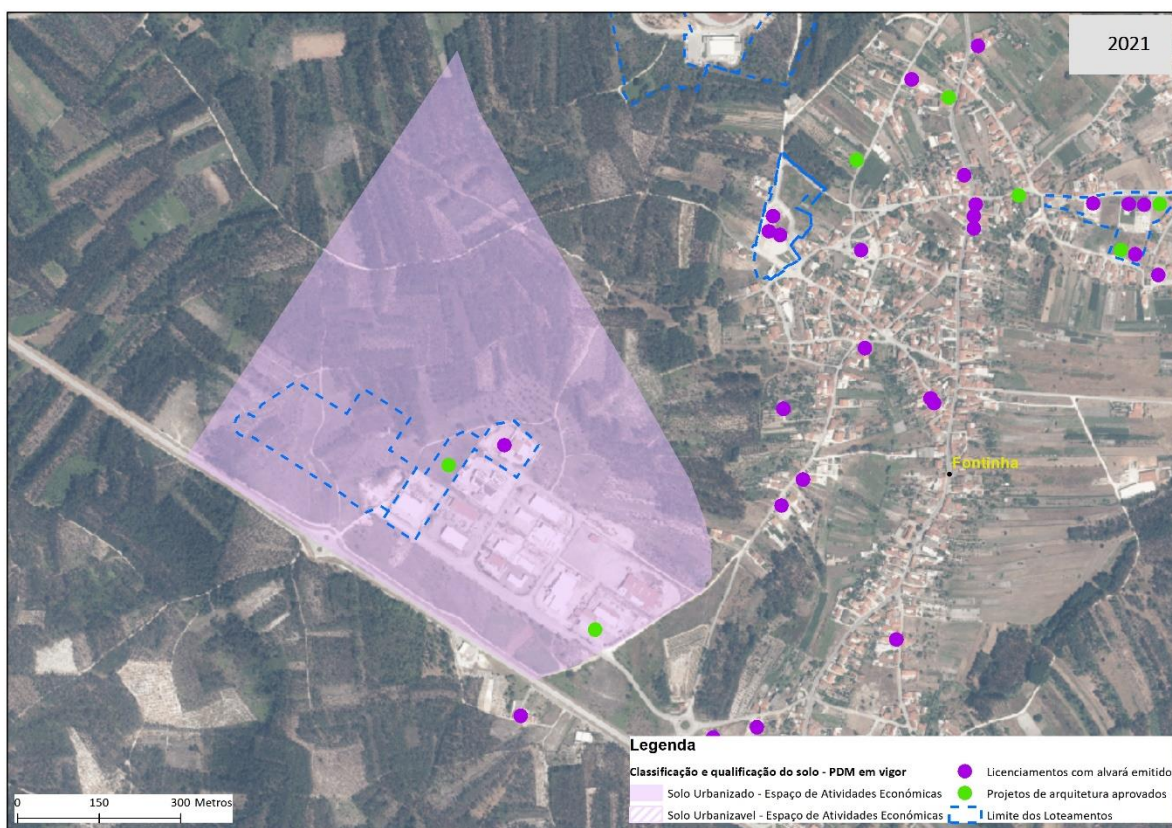 2021
Fontinha
Legenda
Classificação e qualificação do solo - PDM em vigor
Solo Urbanizado - Espaço de Atividades Económicas
Solo Urbanizavel - Espaço de Atividades Económicas
Licenciamentos com alvará emitido
Projetos de arquitetura aprovados
Limite dos Loteamentos
0 150 300 Metros